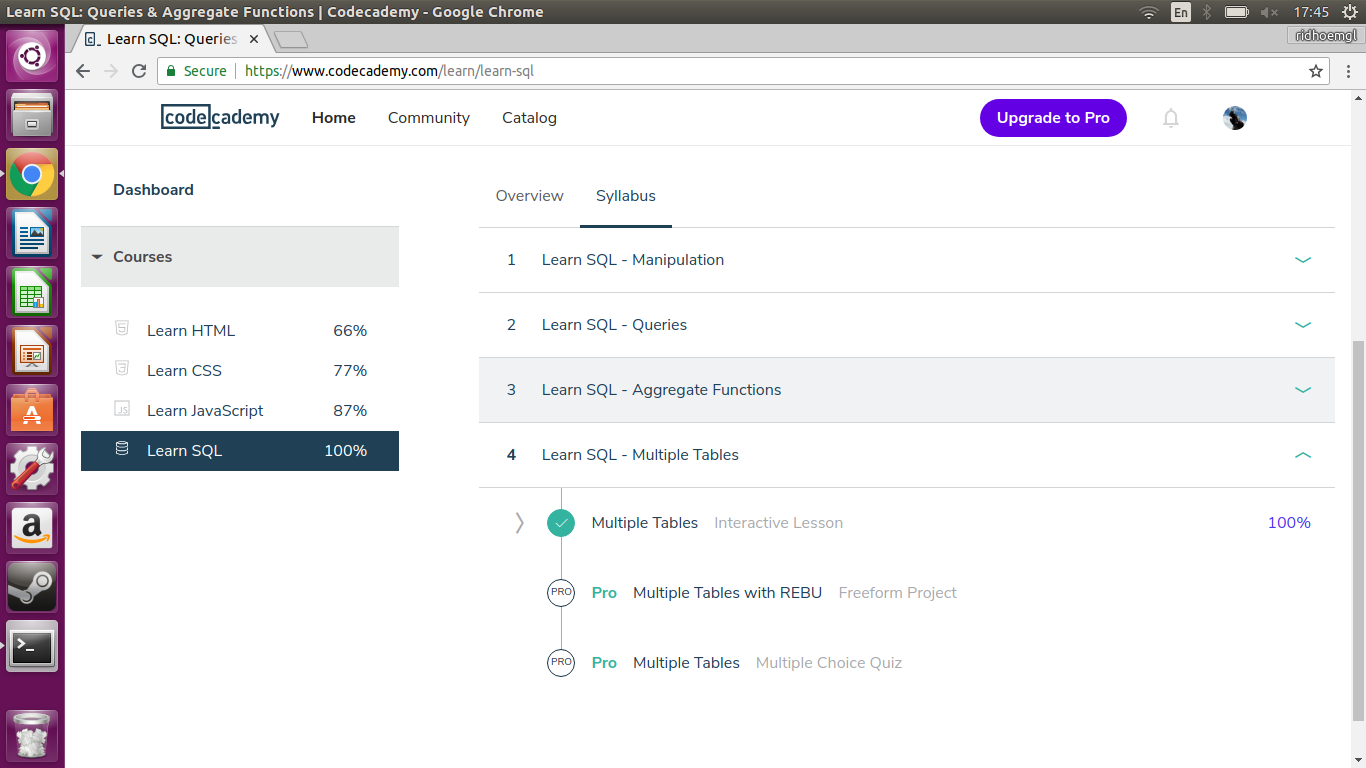 Learn SQL: Queries & Aggregate Functions | Codecademy - Google Chrome En 17:45
Learn SQL: Queries ridhoemgl
Secure https://www.codecademy.com/learn/learn-sql
codecademy Home Community Catalog Upgrade to Pro
Dashboard
Courses
Learn HTML 66%
Learn CSS 77%
JS Learn JavaScript 87%
Learn SQL 100%
Overview Syllabus
1 Learn SQL - Manipulation
2 Learn SQL - Queries
3 Learn SQL - Aggregate Functions
4 Learn SQL - Multiple Tables
Multiple Tables Interactive Lesson 100%
PRO Pro Multiple Tables with REBU Freeform Project
PRO Pro Multiple Tables Multiple Choice Quiz